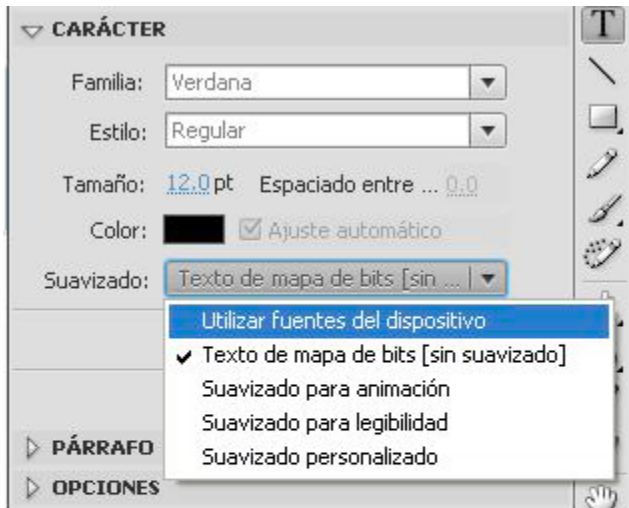 CARÁCTER
T
Familia: Verdana
Estilo: Regular
Tamaño: 12,0 pt Espaciado entre ... 0,0
Color: Ajuste automático
Suavizado: Texto de mapa de bits [sin ...
Utilizar fuentes del dispositivo
Texto de mapa de bits [sin suavizado]
Suavizado para animación
Suavizado para legibilidad
Suavizado personalizado
PÁRRAFO
OPCIONES